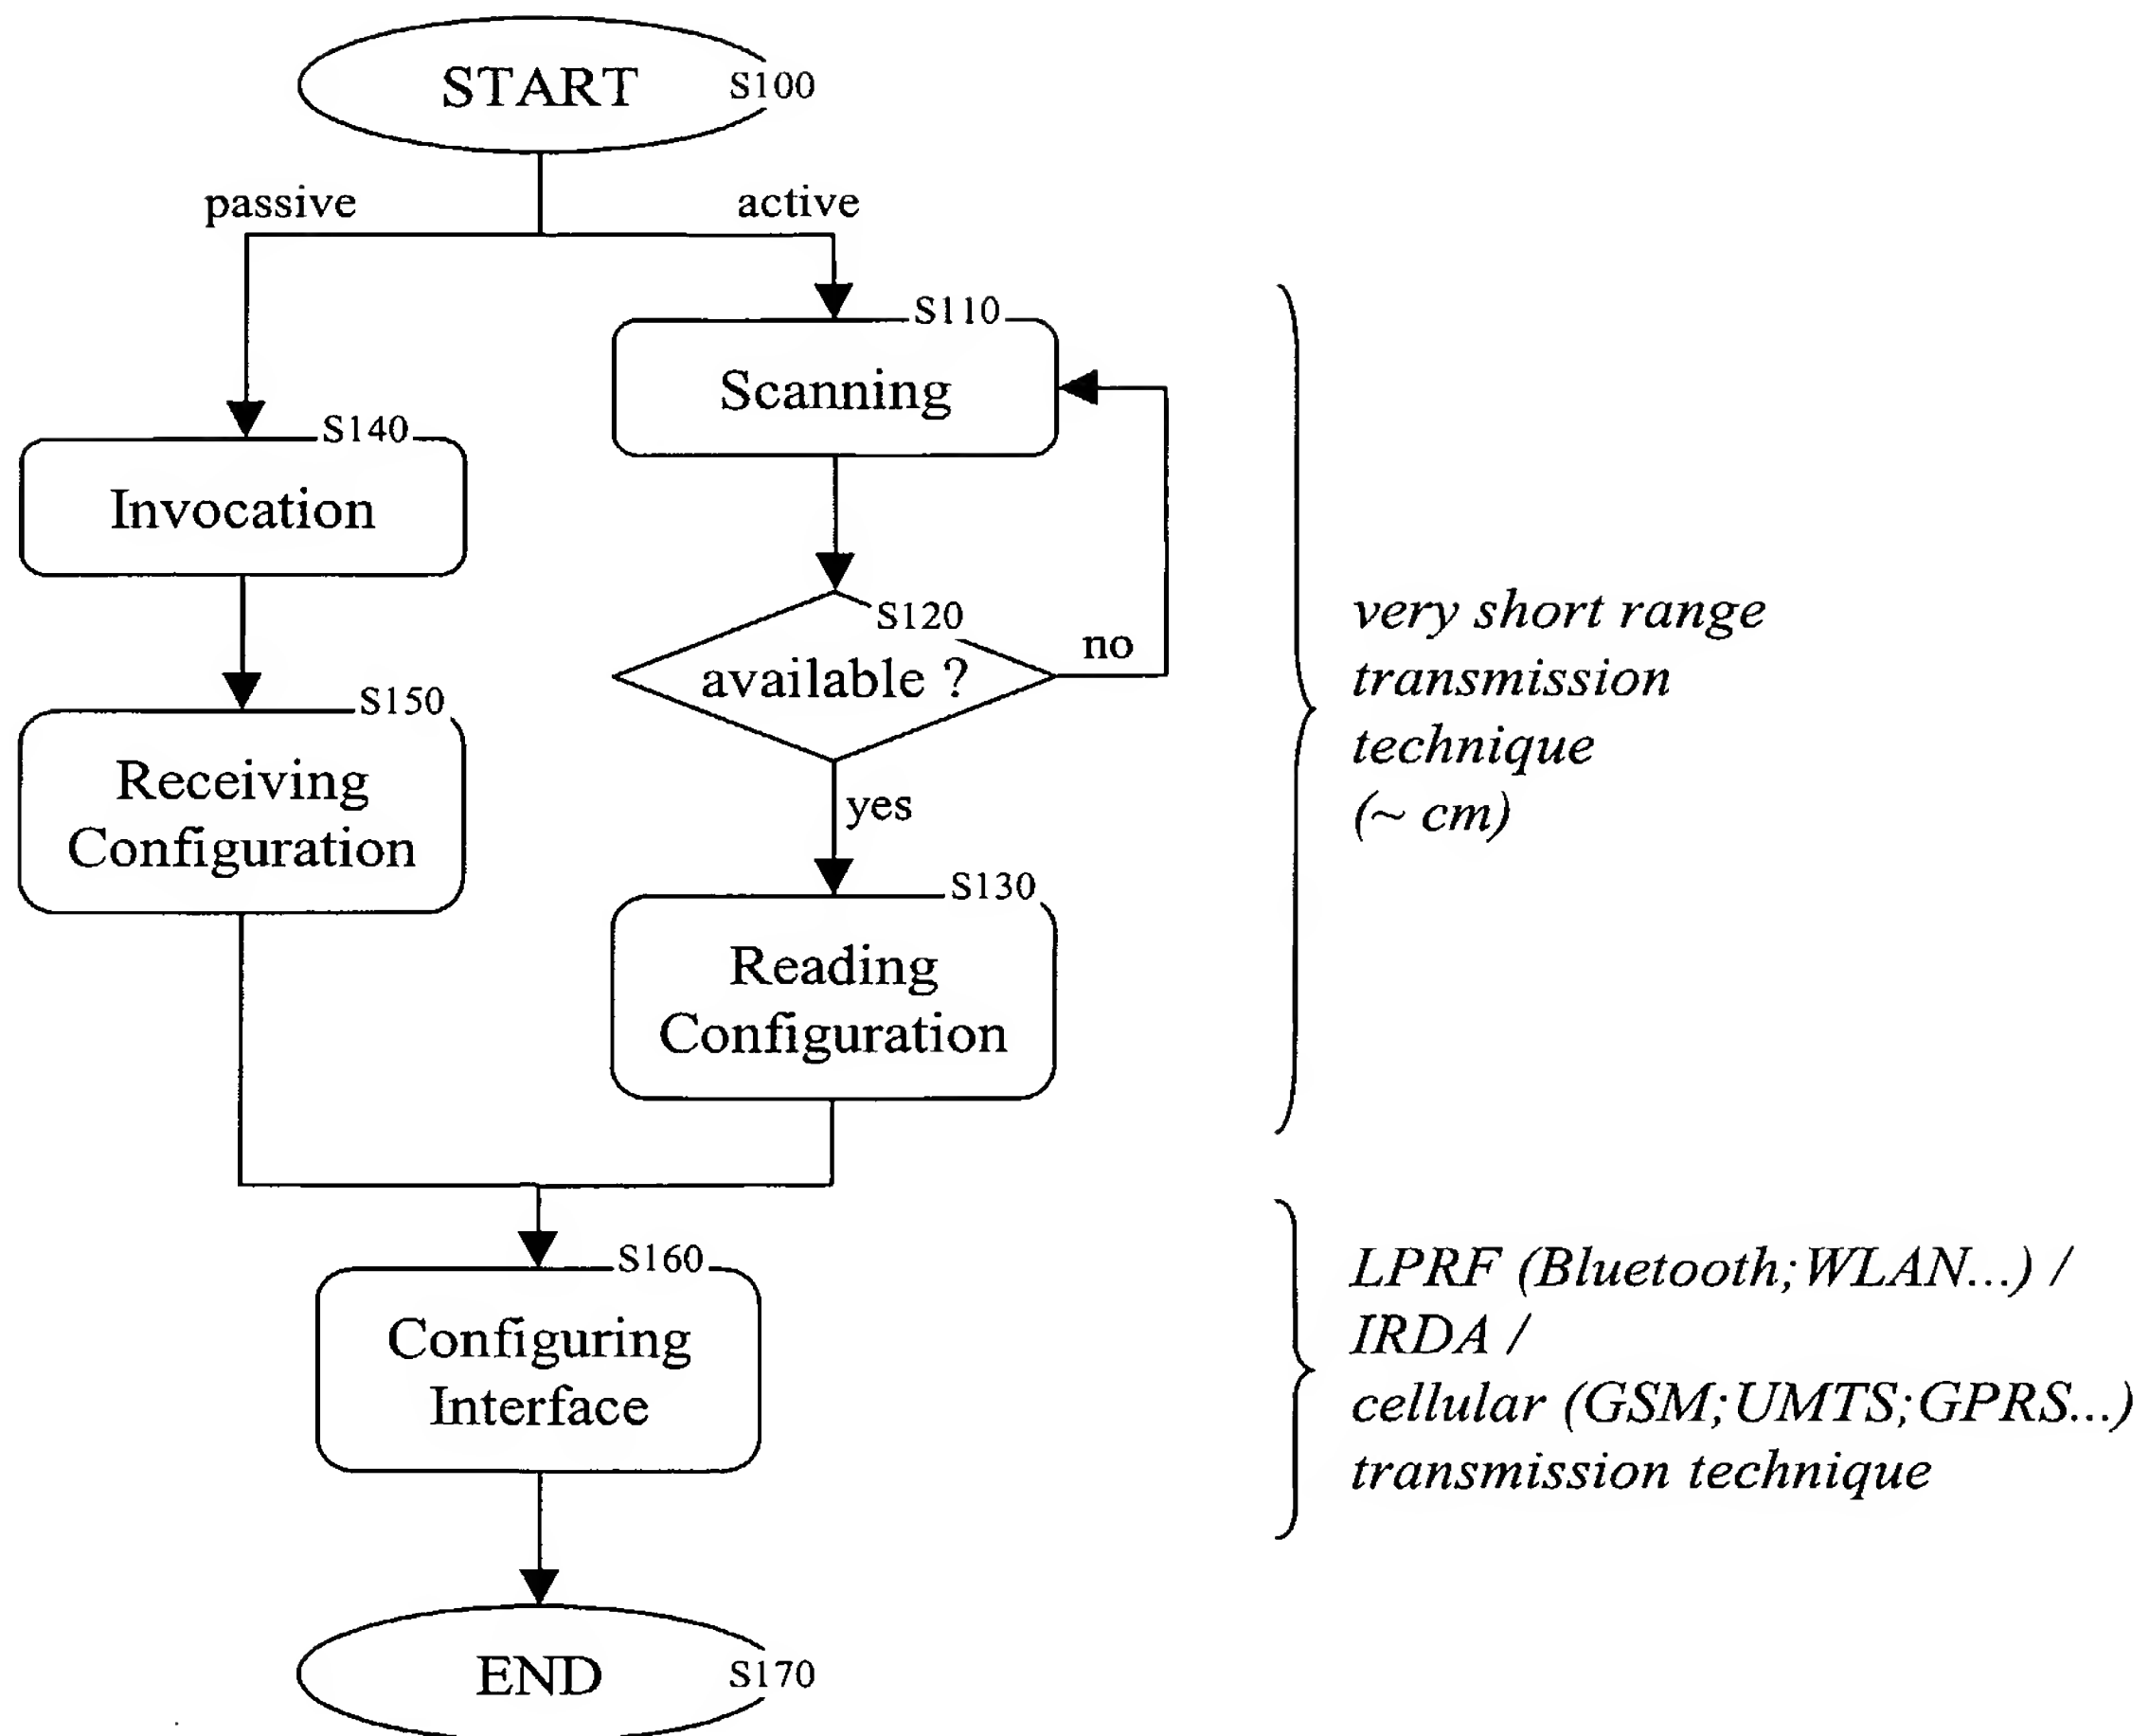 START S100
passive active
S110
Scanning
S140
Invocation
S120
available ? no
S150
Receiving
Configuration
yes
S130
Reading
Configuration
very short range
transmission
technique
(~ cm)
S160
Configuring
Interface
LPRF (Bluetooth;WLAN...) /
IRDA /
cellular (GSM;UMTS;GPRS...)
transmission technique
END S170